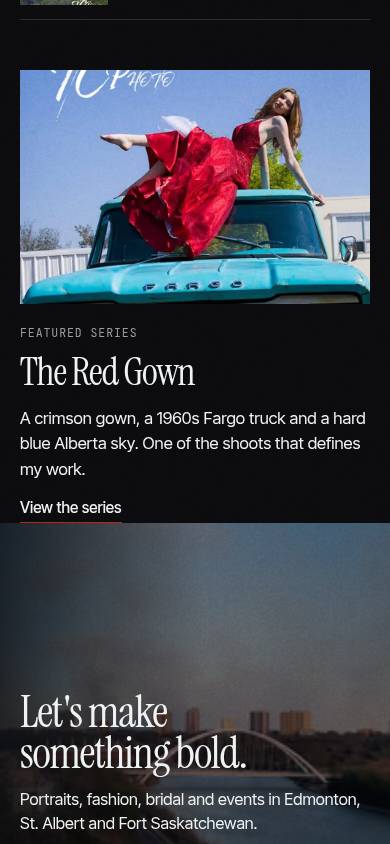 PHOTO
FARGO
FEATURED SERIES
The Red Gown
A crimson gown, a 1960s Fargo truck and a hard
blue Alberta sky. One of the shoots that defines
my work.
View the series
Let's make
something bold.
Portraits, fashion, bridal and events in Edmonton,
St. Albert and Fort Saskatchewan.